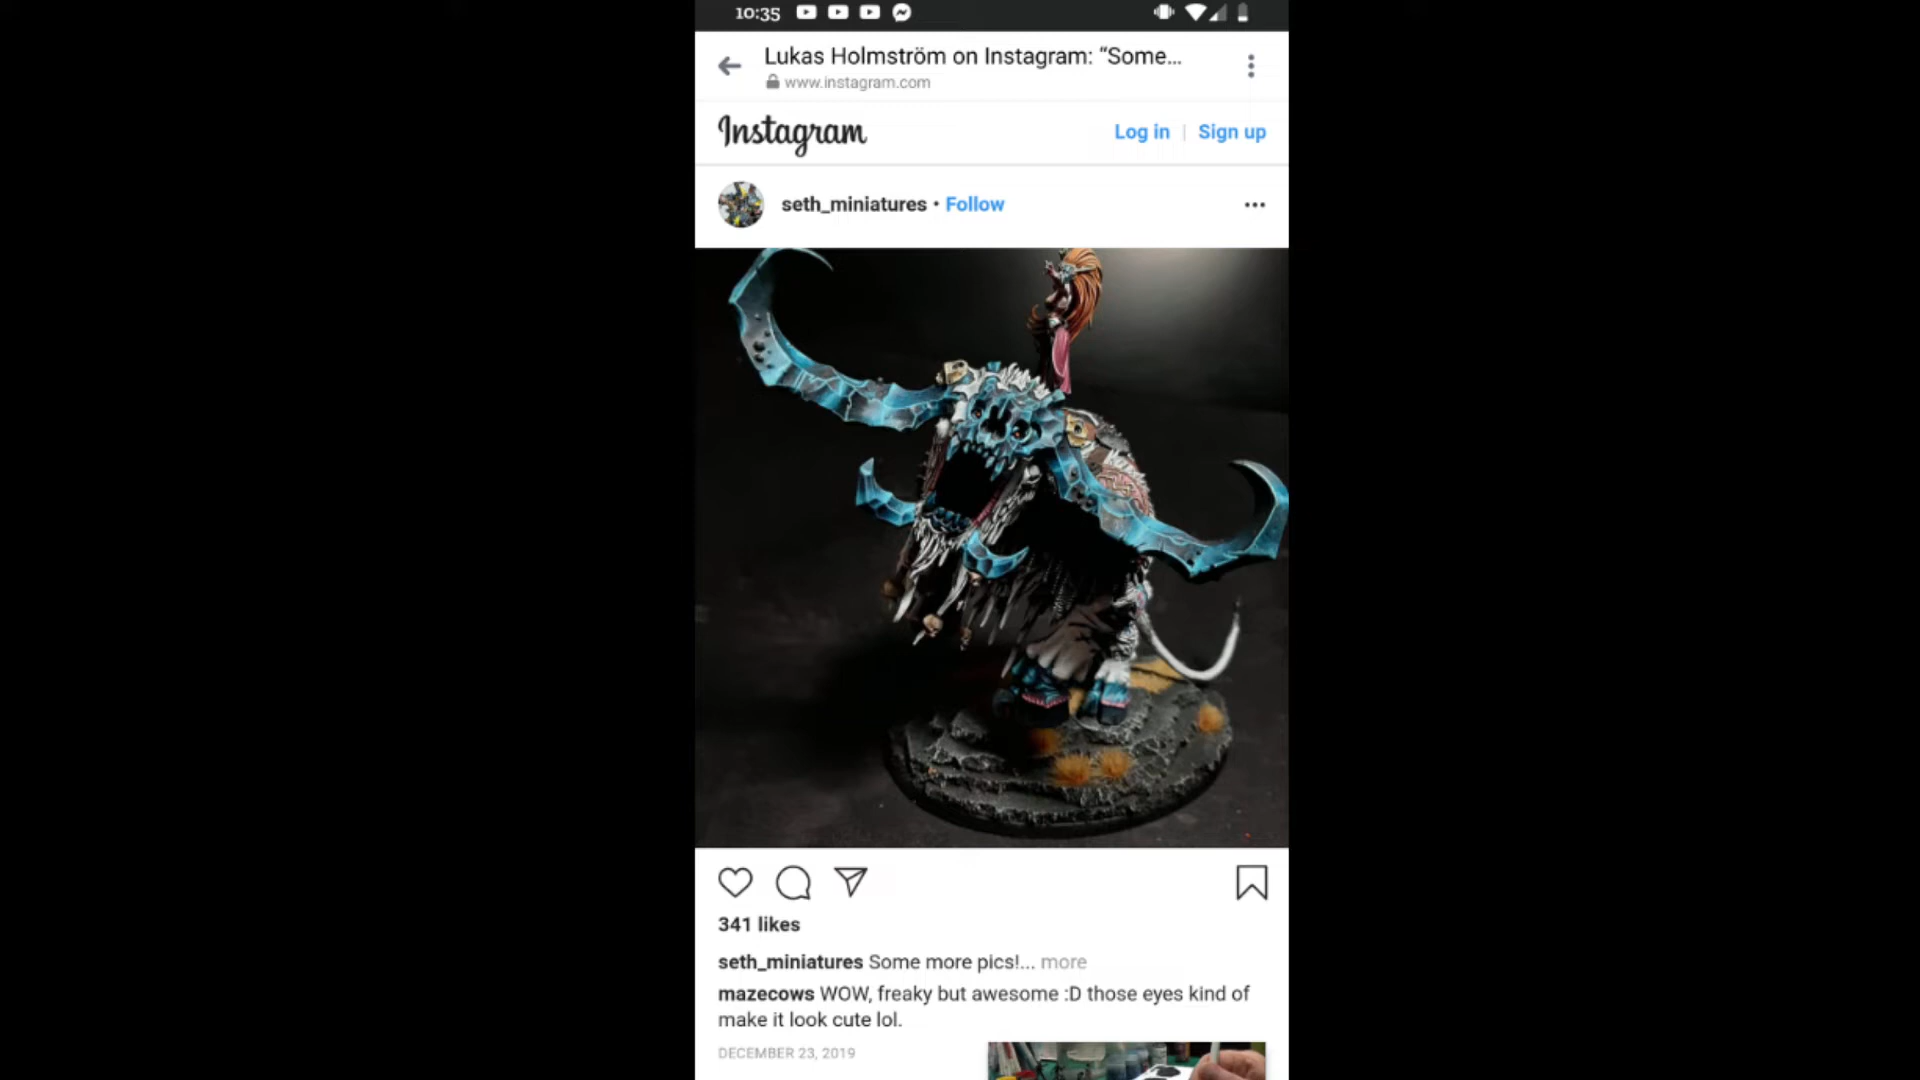 10:35
Lukas Holmström on Instagram: “Some...
www.instagram.com
Instagram
Log in | Sign up
seth_miniatures • Follow
341 likes
seth_miniatures Some more pics!... more
mazecows WOW, freaky but awesome :D those eyes kind of
make it look cute lol.
DECEMBER 23, 2019